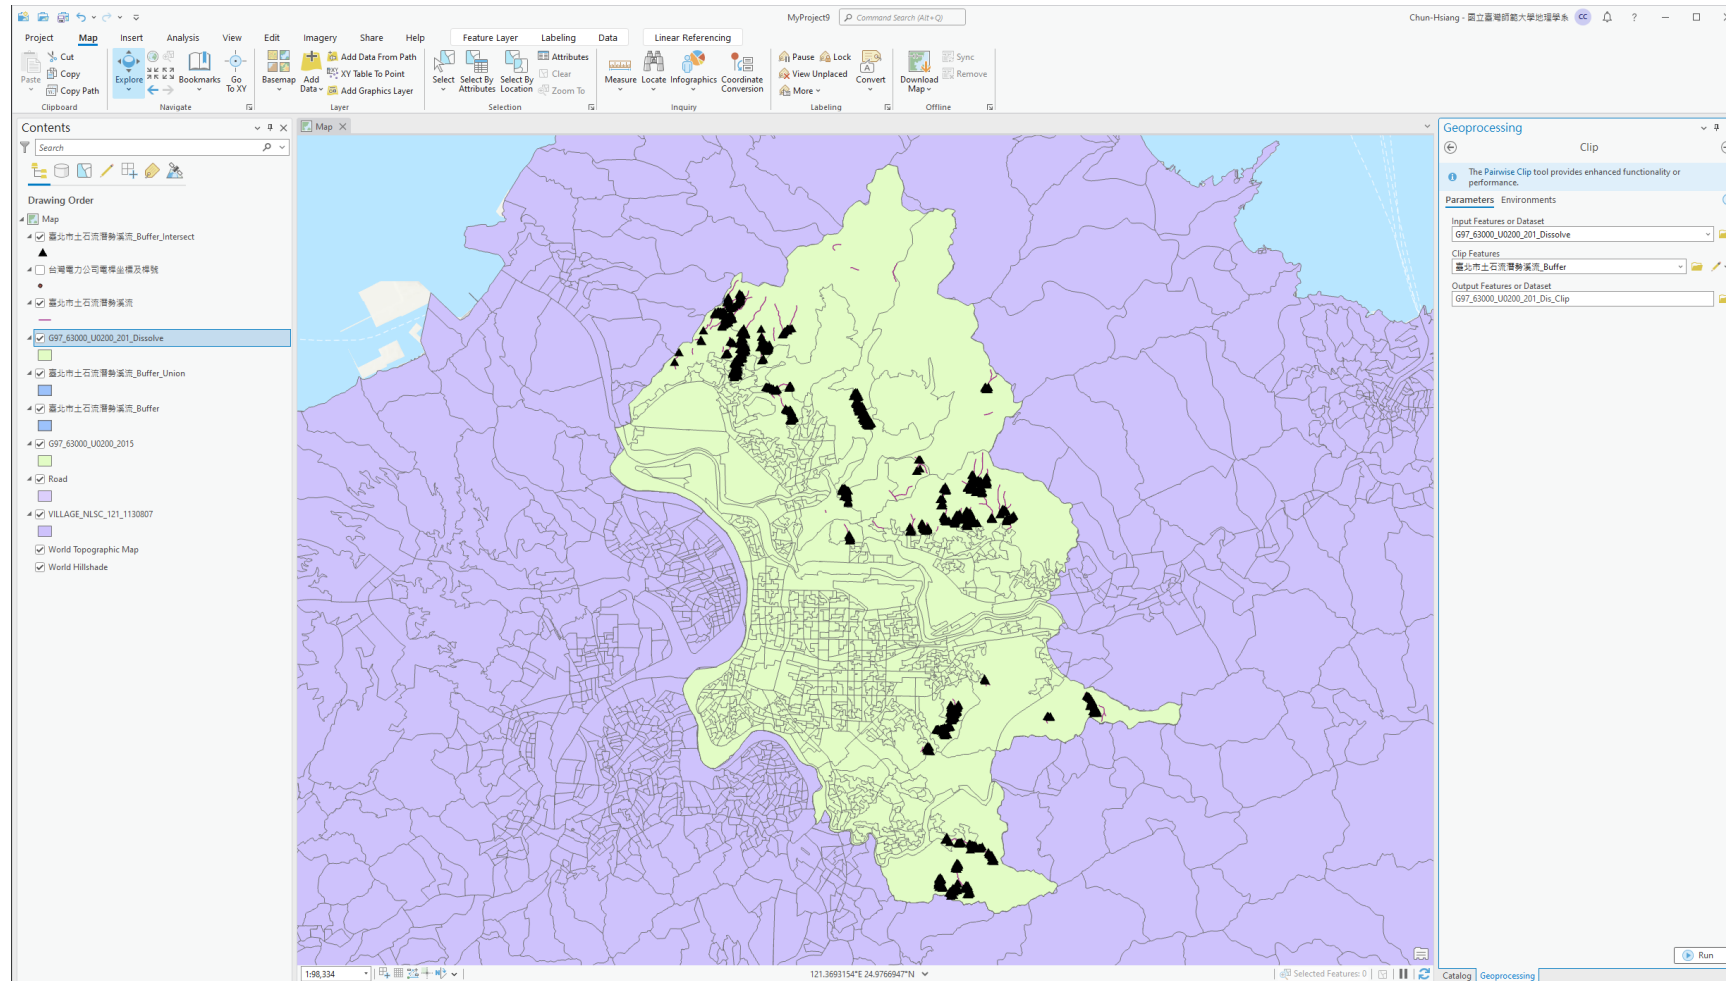 MyProject9
Command Search (Alt+Q)
Chun-Hsiang - 國立臺灣師範大學地理學系
CC
?
Project
Map
Insert
Analysis
View
Edit
Imagery
Share
Help
Feature Layer
Labeling
Data
Linear Referencing
Paste
Cut
Copy
Copy Path
Clipboard
Explore
Bookmarks
Go
To XY
Navigate
Basemap
Add
Data
Add Data From Path
XY Table To Point
Add Graphics Layer
Layer
Select
Select By
Attributes
Select By
Location
Attributes
Clear
Zoom To
Selection
Measure
Locate
Infographics
Coordinate
Conversion
Inquiry
Pause
Lock
View Unplaced
More
Convert
Labeling
Download
Map
Sync
Remove
Offline
Contents
Search
Drawing Order
Map
臺北市土石流潛勢溪流_Buffer_Intersect
台灣電力公司電桿坐標及桿號
臺北市土石流潛勢溪流
G97_63000_U0200_201_Dissolve
臺北市土石流潛勢溪流_Buffer_Union
臺北市土石流潛勢溪流_Buffer
G97_63000_U0200_2015
Road
VILLAGE_NLSC_121_1130807
World Topographic Map
World Hillshade
Map
1:98,334
121.3693154°E 24.9766947°N
Selected Features: 0
Geoprocessing
Clip
The Pairwise Clip tool provides enhanced functionality or
performance.
Parameters
Environments
Input Features or Dataset
G97_63000_U0200_201_Dissolve
Clip Features
臺北市土石流潛勢溪流_Buffer
Output Features or Dataset
G97_63000_U0200_201_Dis_Clip
Run
Catalog
Geoprocessing